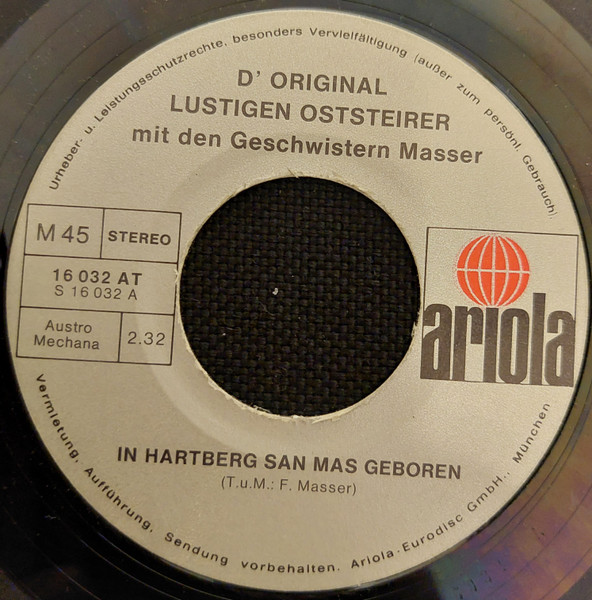 Urheber- u. Leistungsschutzrechte, besonders Vervielfältigung (außer zum persönl. Gebrauch),
D' ORIGINAL
LUSTIGEN OSTSTEIRER
mit den Geschwistern Masser
M 45
STEREO
16 032 AT
S 16 032 A
Austro
Mechana
2.32
ariola
IN HARTBERG SAN MAS GEBOREN
(T.u.M.: F. Masser)
Vermietung, Aufführung, Sendung vorbehalten. Ariola-Eurodisc GmbH., München